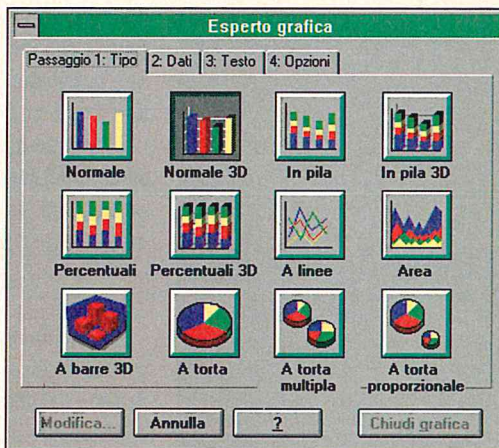 Esperto grafica
Passaggio 1: Tipo 2: Dati 3: Testo 4: Opzioni
Normale Normale 3D In pila In pila 3D
Percentuali Percentuali 3D A linee Area
A barre 3D A torta A torta multipla A torta proporzionale
Modifica... Annulla ? Chiudi grafica